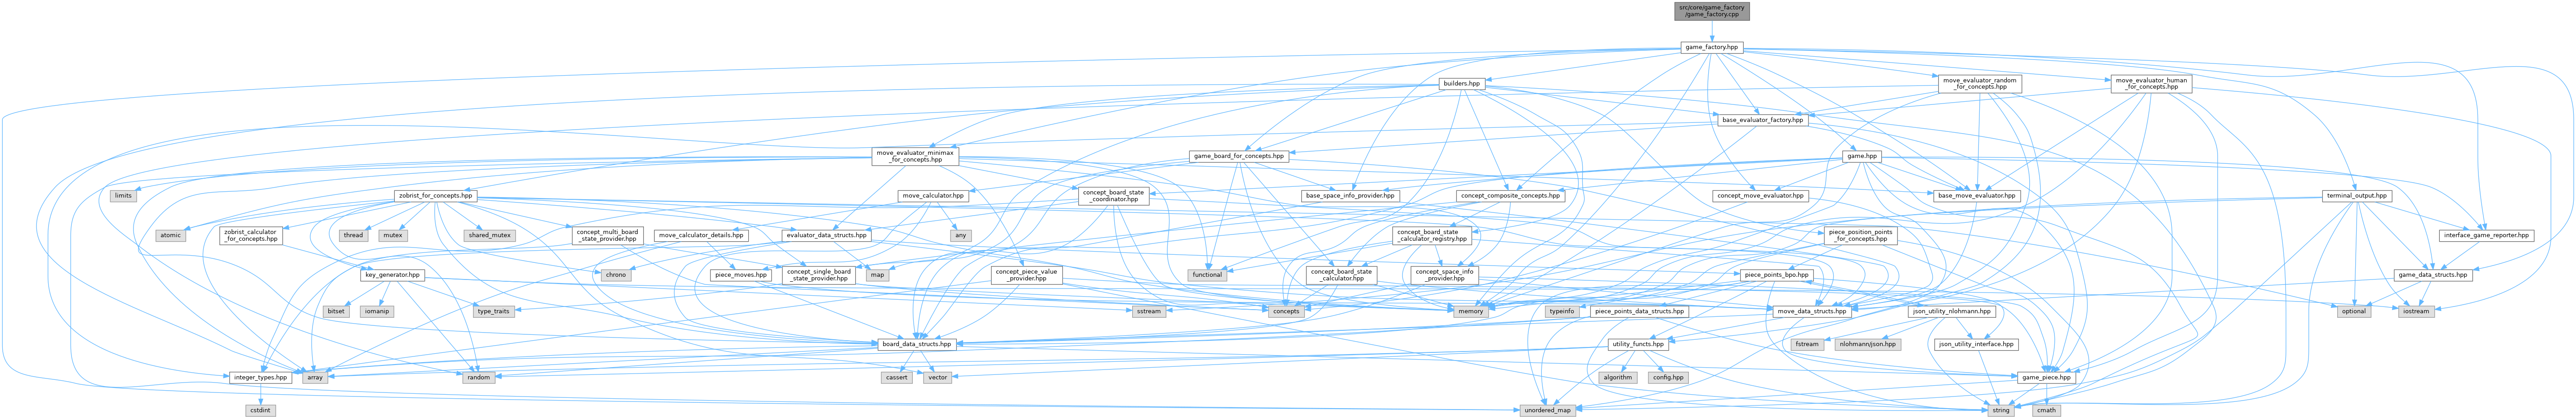 src/core/game_factory
/game_factory.cpp
game_factory.hpp
builders.hpp
move_evaluator_random
_for_concepts.hpp
move_evaluator_human
_for_concepts.hpp
base_evaluator_factory.hpp
move_evaluator_minimax
_for_concepts.hpp
game_board_for_concepts.hpp
game.hpp
limits
zobrist_for_concepts.hpp
move_calculator.hpp
concept_board_state
_coordinator.hpp
base_space_info_provider.hpp
concept_composite_concepts.hpp
concept_move_evaluator.hpp
base_move_evaluator.hpp
terminal_output.hpp
atomic
zobrist_calculator
_for_concepts.hpp
thread
mutex
shared_mutex
concept_multi_board
_state_provider.hpp
move_calculator_details.hpp
evaluator_data_structs.hpp
any
concept_board_state
_calculator_registry.hpp
piece_position_points
_for_concepts.hpp
interface_game_reporter.hpp
key_generator.hpp
chrono
piece_moves.hpp
concept_single_board
_state_provider.hpp
map
concept_piece_value
_provider.hpp
functional
concept_board_state
_calculator.hpp
concept_space_info
_provider.hpp
piece_points_bpo.hpp
game_data_structs.hpp
bitset
iomanip
type_traits
sstream
concepts
memory
typeinfo
piece_points_data_structs.hpp
move_data_structs.hpp
json_utility_nlohmann.hpp
optional
iostream
board_data_structs.hpp
utility_functs.hpp
fstream
nlohmann/json.hpp
json_utility_interface.hpp
integer_types.hpp
array
random
cassert
vector
algorithm
config.hpp
game_piece.hpp
cstdint
unordered_map
string
cmath